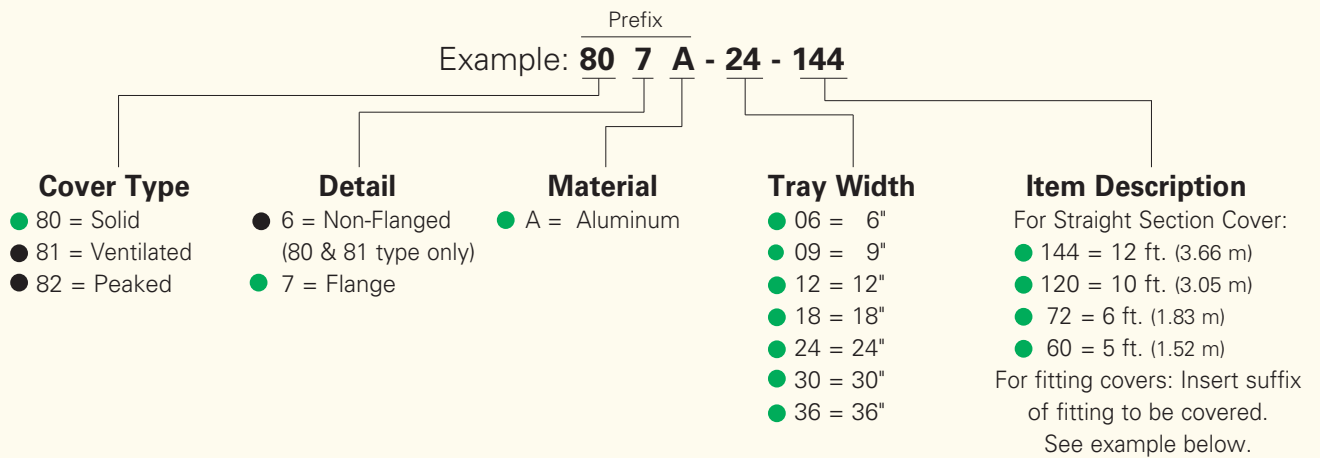 Prefix
Example: 80 7 A - 24 - 144
Cover Type
80 = Solid
81 = Ventilated
82 = Peaked
Detail
6 = Non-Flanged
(80 & 81 type only)
7 = Flange
Material
A = Aluminum
Tray Width
06 = 6"
09 = 9"
12 = 12"
18 = 18"
24 = 24"
30 = 30"
36 = 36"
Item Description
For Straight Section Cover:
144 = 12 ft. (3.66 m)
120 = 10 ft. (3.05 m)
72 = 6 ft. (1.83 m)
60 = 5 ft. (1.52 m)
For fitting covers: Insert suffix
of fitting to be covered.
See example below.